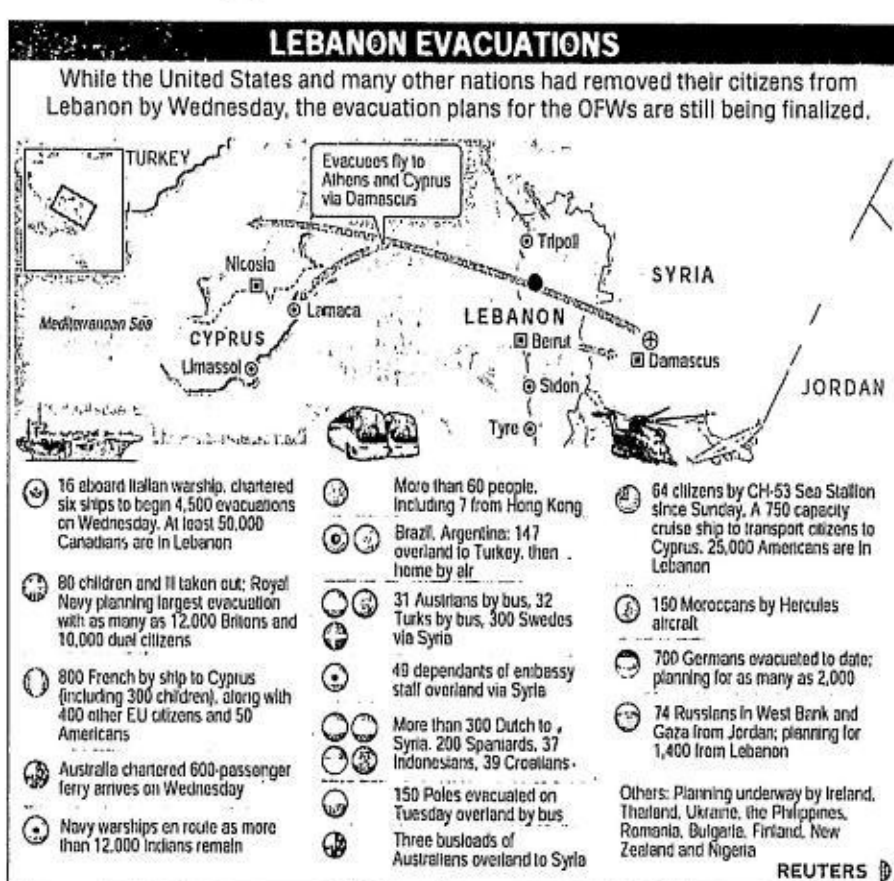 LEBANON EVACUATIONS
While the United States and many other nations had removed their citizens from
Lebanon by Wednesday, the evacuation plans for the OFWs are still being finalized.
TURKEY
Evacuees fly to
Athens and Cyprus
via Damascus
Tripoli
Nicosia
SYRIA
Larnaca
Mediterranean Sea
LEBANON
CYPRUS
Beirut
Limassol
Damascus
Sidon
JORDAN
Tyre
16 aboard Italian warship, chartered
six ships to begin 4,500 evacuations
on Wednesday. At least 50,000
Canadians are in Lebanon
80 children and ill taken out; Royal
Navy planning largest evacuation
with as many as 12,000 Britons and
10,000 dual citizens
800 French by ship to Cyprus
(including 300 children), along with
400 other EU citizens and 50
Americans
Australia chartered 600-passenger
ferry arrives on Wednesday
Navy warships en route as more
than 12,000 Indians remain
More than 60 people,
including 7 from Hong Kong
Brazil, Argentina: 147
overland to Turkey, then
home by air
31 Austrians by bus, 32
Turks by bus, 300 Swedes
via Syria
49 dependants of embassy
staff overland via Syria
More than 300 Dutch to
Syria. 200 Spaniards, 37
Indonesians, 39 Croatians
150 Poles evacuated on
Tuesday overland by bus
Three busloads of
Australians overland to Syria
64 citizens by CH-53 Sea Stallion
since Sunday. A 750 capacity
cruise ship to transport citizens to
Cyprus. 25,000 Americans are in
Lebanon
150 Moroccans by Hercules
aircraft
700 Germans evacuated to date;
planning for as many as 2,000
74 Russians in West Bank and
Gaza from Jordan; planning for
1,400 from Lebanon
Others: Planning underway by Ireland,
Thailand, Ukraine, the Philippines,
Romania, Bulgaria, Finland, New
Zealand and Nigeria
REUTERS